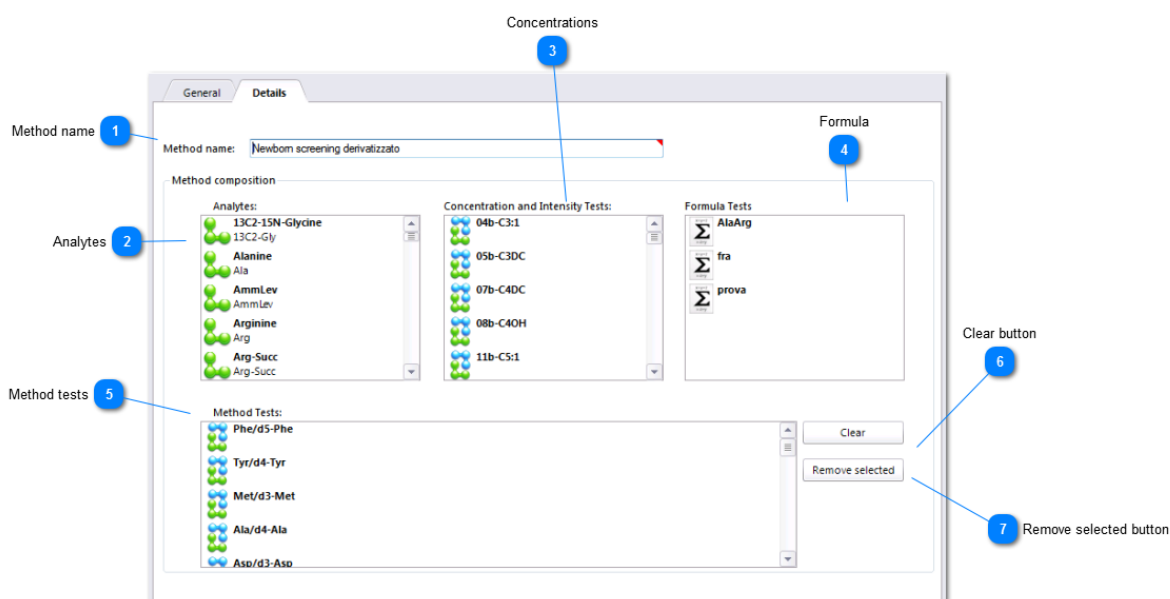 Concentrations
3
General
Details
Method name
1
Formula
4
Method name:
Newborn screening derivatizzato
Method composition
Analytes:
Concentration and Intensity Tests:
Formula Tests
13C2-15N-Glycine
13C2-Gly
Alanine
Ala
AmmLev
AmmLev
Arginine
Arg
Arg-Succ
Arg-Succ
04b-C3:1
05b-C3DC
07b-C4DC
08b-C4OH
11b-C5:1
Σ
AlaArg
Σ
fra
Σ
prova
Analytes
2
Clear button
6
Method tests
5
Method Tests:
Phe/d5-Phe
Tyr/d4-Tyr
Met/d3-Met
Ala/d4-Ala
Asp/d3-Asp
Clear
Remove selected
7
Remove selected button